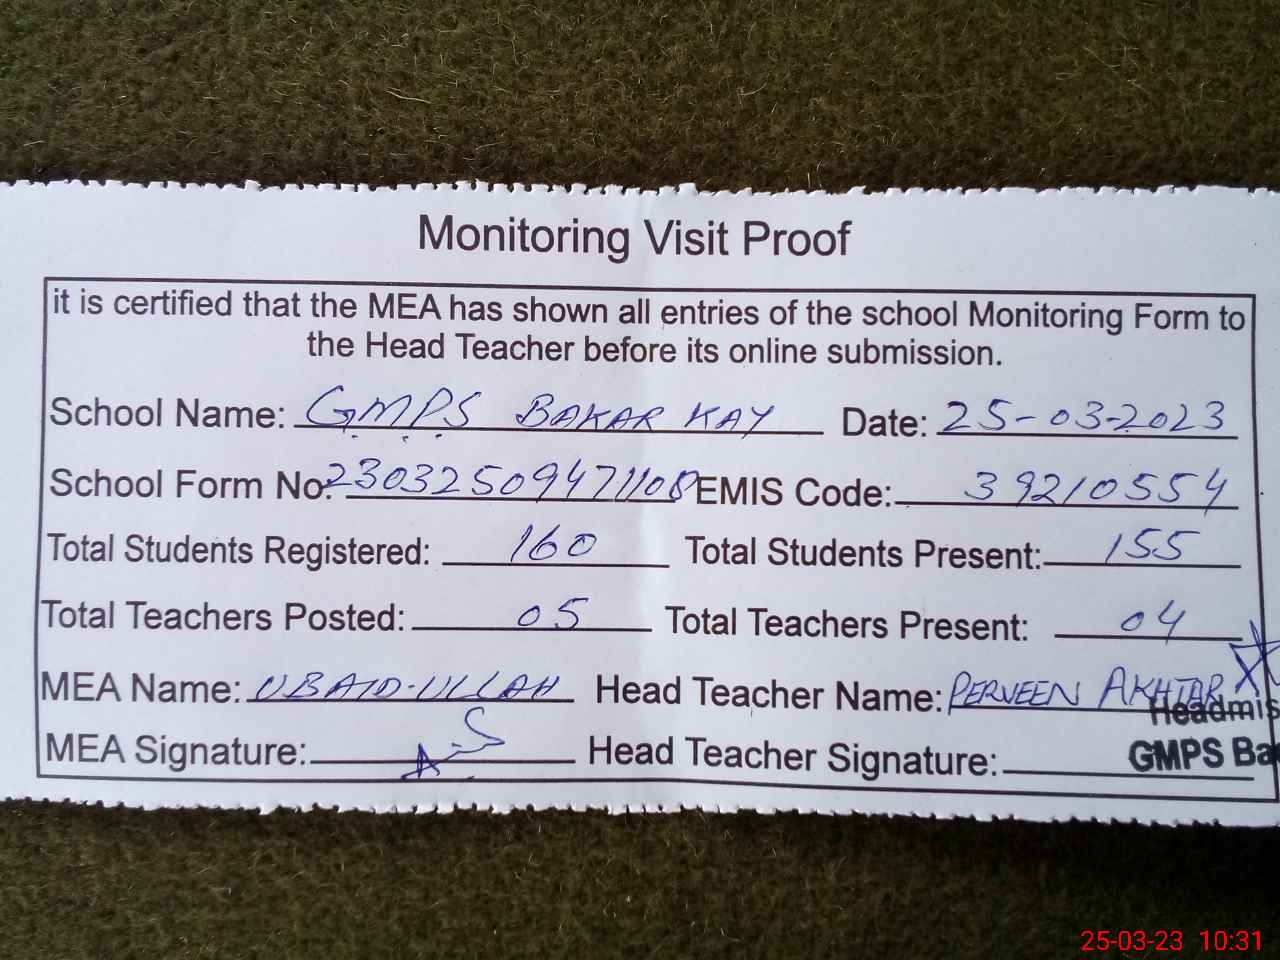 Monitoring Visit Proof
it is certified that the MEA has shown all entries of the school Monitoring Form to
the Head Teacher before its online submission.
School Name: GMPS BAKAR KAY Date: 25-03-2023
School Form No: 230325094711108 EMIS Code: 39210554
Total Students Registered: 160 Total Students Present: 155
Total Teachers Posted: 05 Total Teachers Present: 04
MEA Name: UBAID-ULLAH Head Teacher Name: PERVEEN AKHTAR
Headmis
MEA Signature: Head Teacher Signature: GMPS Ba
25-03-23 10:31